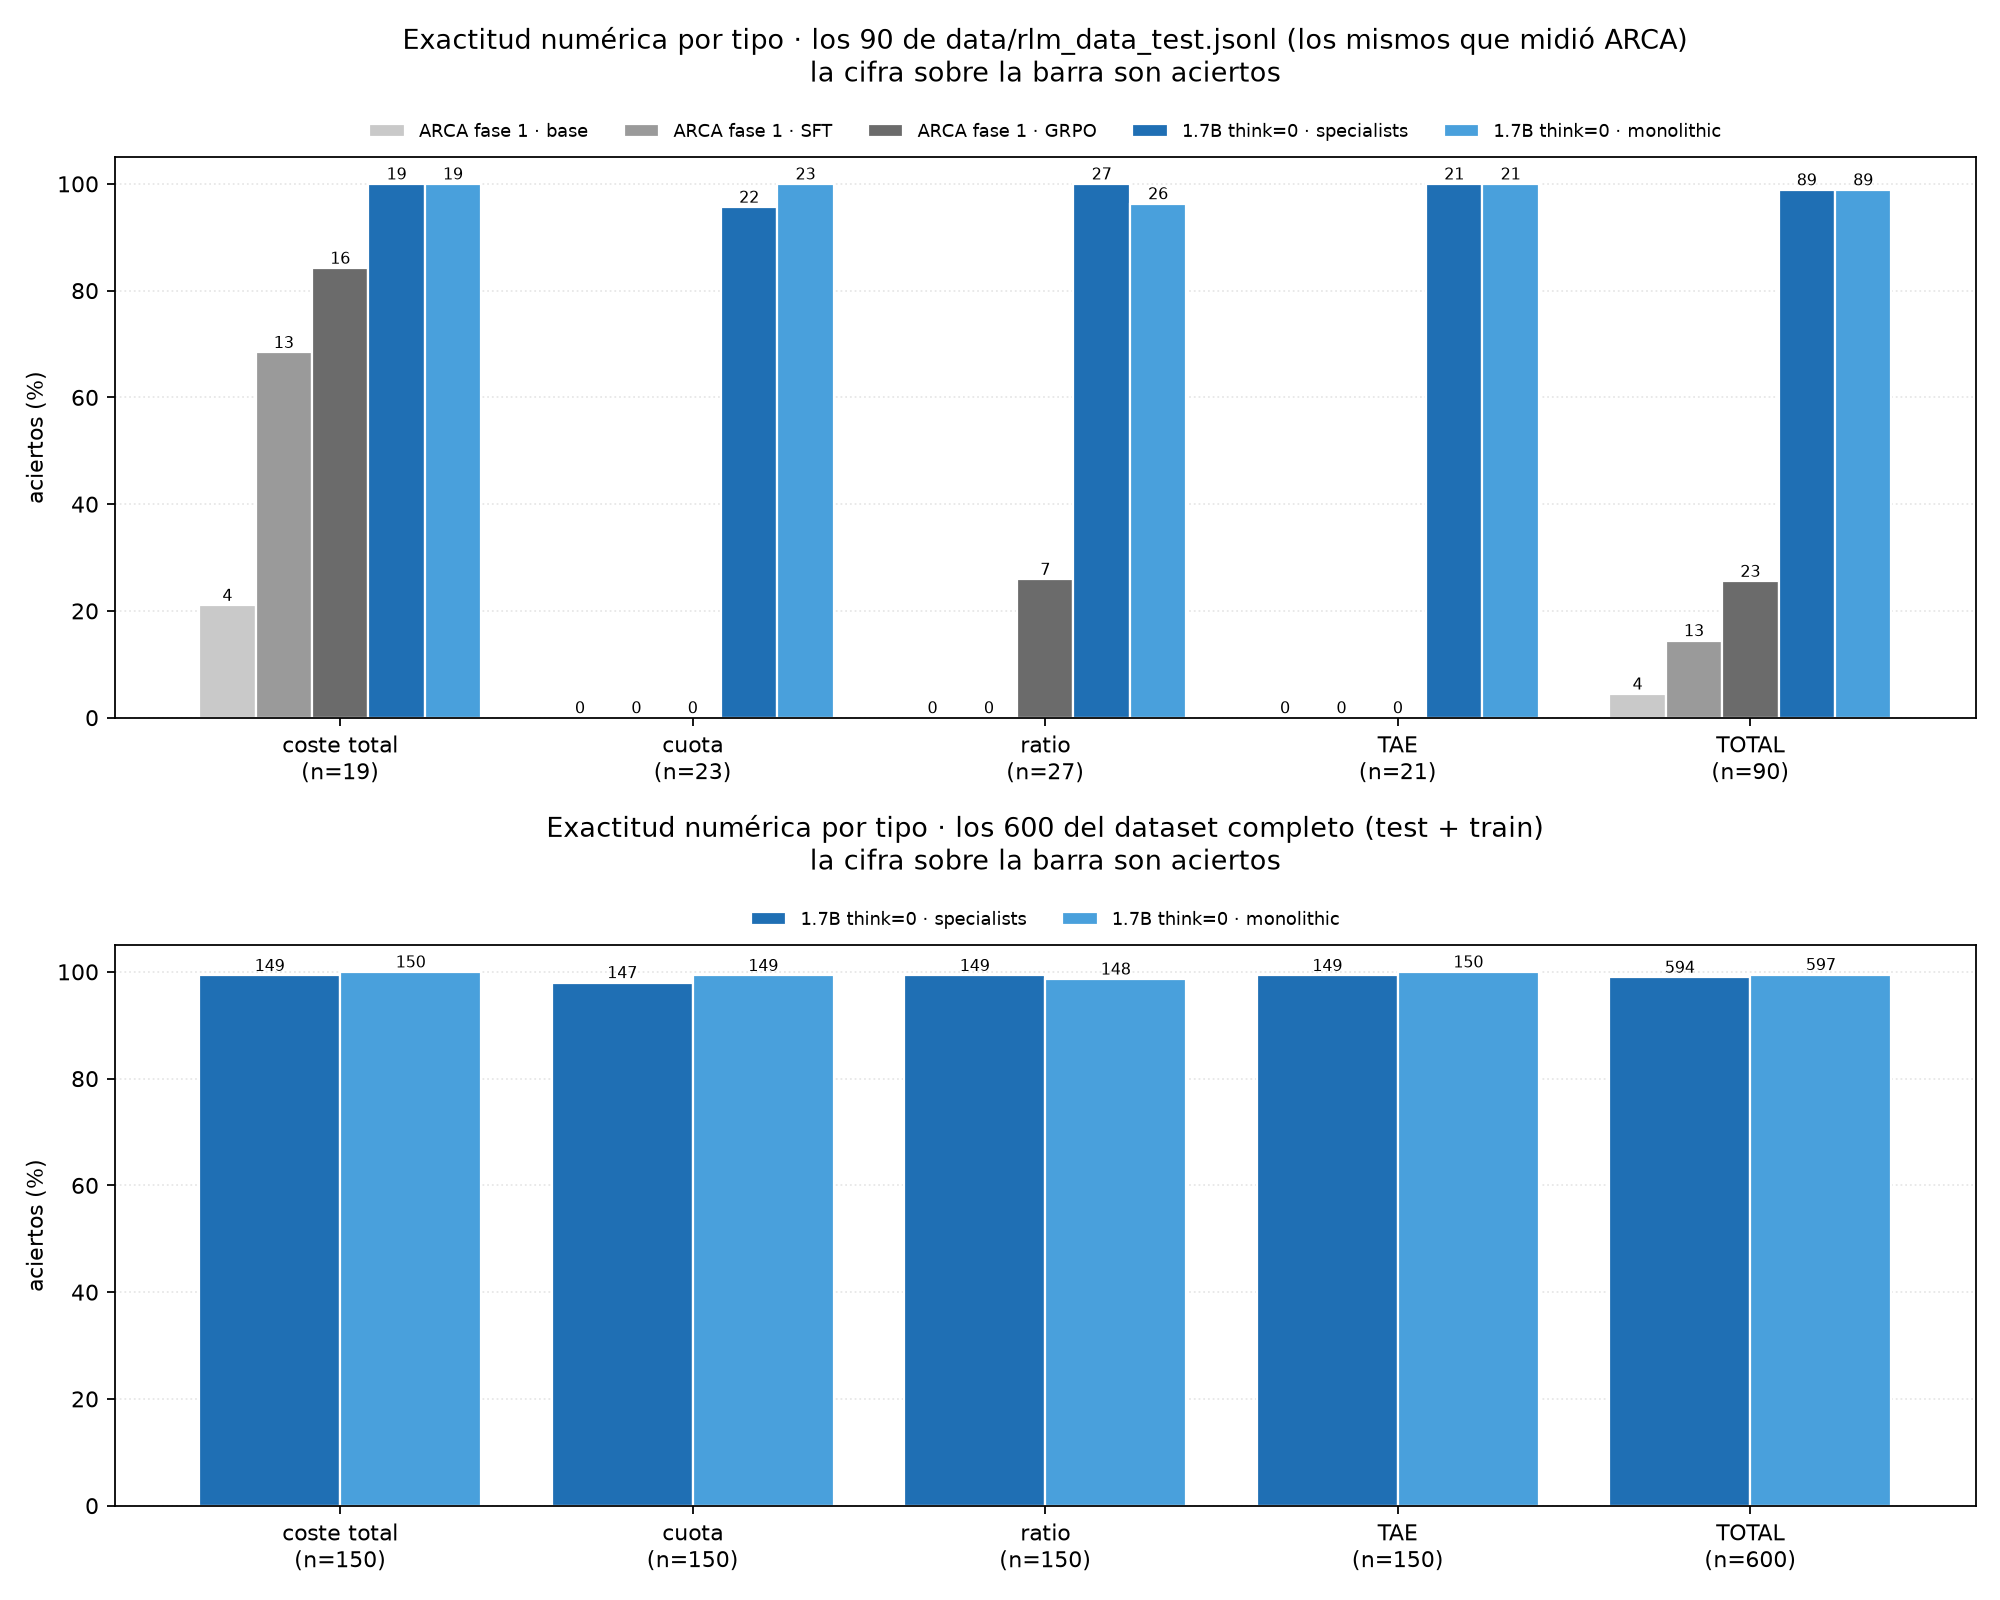 Exactitud numérica por tipo · los 90 de data/rlm_data_test.jsonl (los mismos que midió ARCA)
la cifra sobre la barra son aciertos
ARCA fase 1 · base
ARCA fase 1 · SFT
ARCA fase 1 · GRPO
1.7B think=0 · specialists
1.7B think=0 · monolithic
aciertos (%)
100
80
60
40
20
0
4
13
16
19
19
0
0
0
22
23
0
0
7
27
26
0
0
0
21
21
4
13
23
89
89
coste total
(n=19)
cuota
(n=23)
ratio
(n=27)
TAE
(n=21)
TOTAL
(n=90)
Exactitud numérica por tipo · los 600 del dataset completo (test + train)
la cifra sobre la barra son aciertos
1.7B think=0 · specialists
1.7B think=0 · monolithic
aciertos (%)
100
80
60
40
20
0
149
150
147
149
149
148
149
150
594
597
coste total
(n=150)
cuota
(n=150)
ratio
(n=150)
TAE
(n=150)
TOTAL
(n=600)